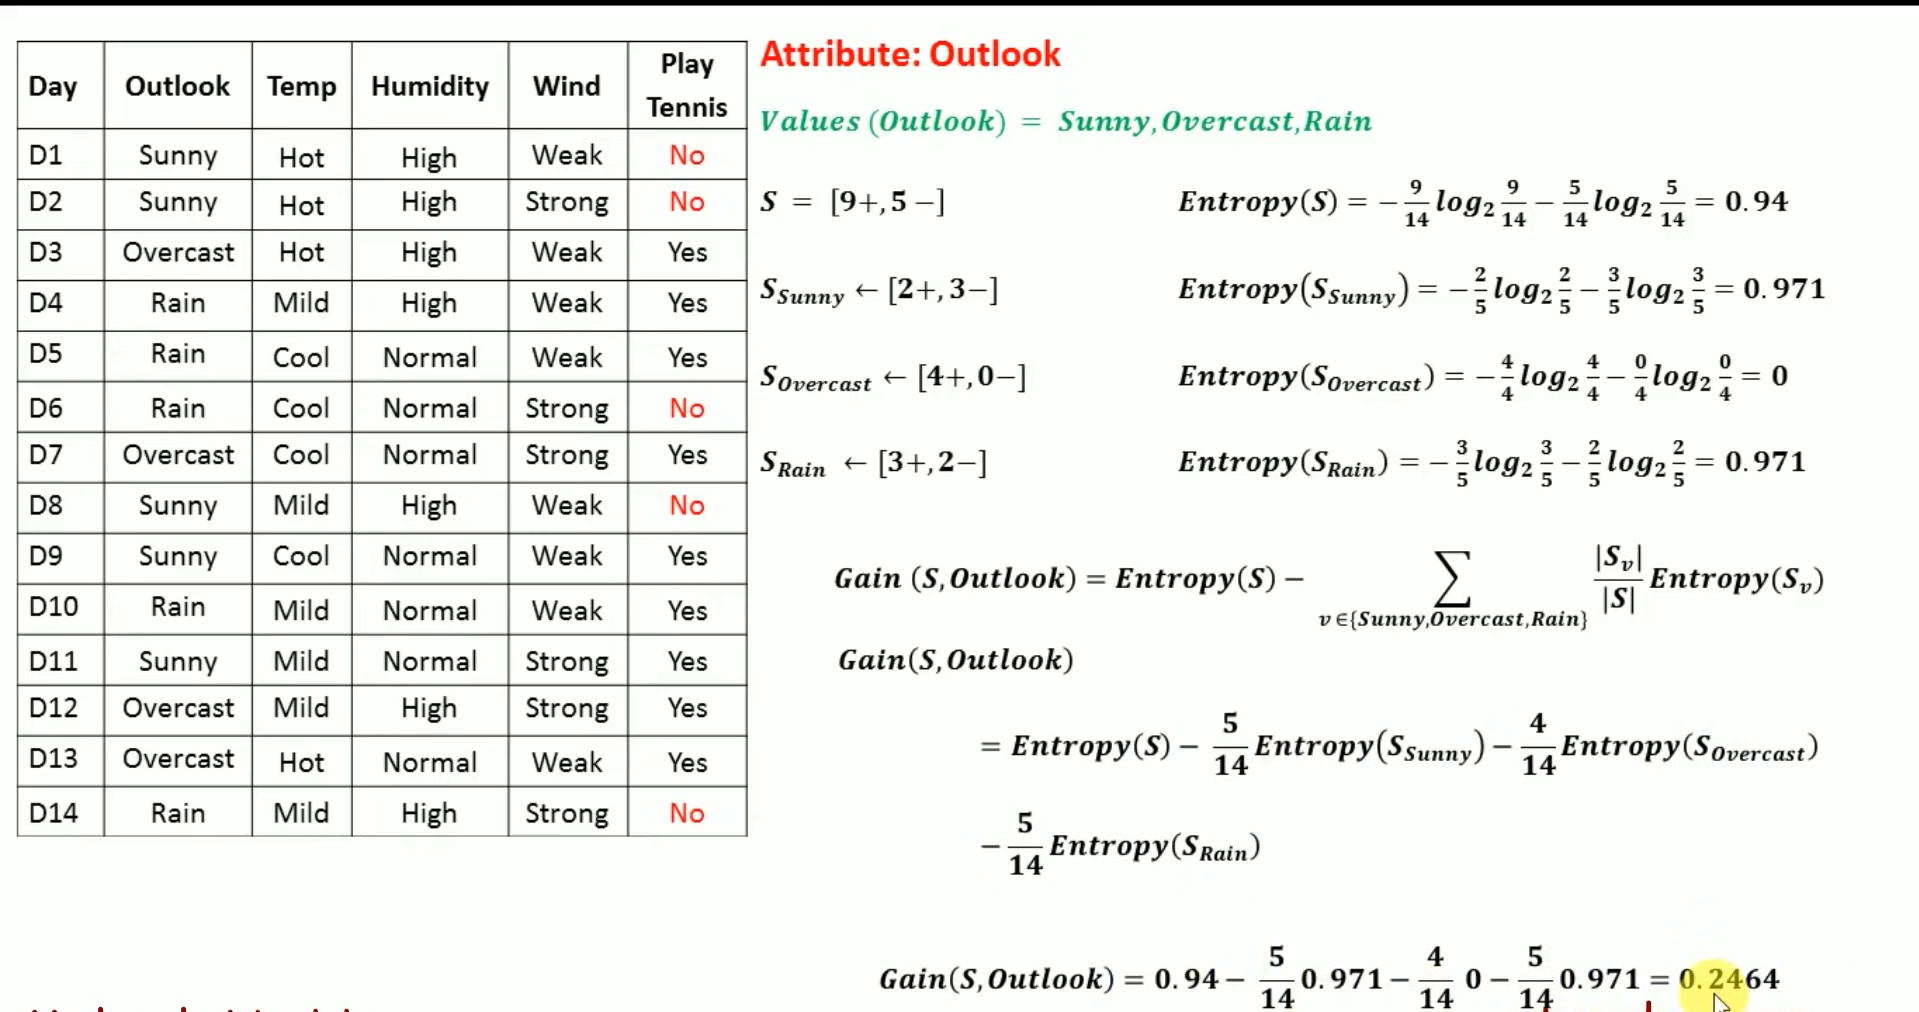 Day Outlook Temp Humidity Wind Play Tennis
D1 Sunny Hot High Weak No
D2 Sunny Hot High Strong No
D3 Overcast Hot High Weak Yes
D4 Rain Mild High Weak Yes
D5 Rain Cool Normal Weak Yes
D6 Rain Cool Normal Strong No
D7 Overcast Cool Normal Strong Yes
D8 Sunny Mild High Weak No
D9 Sunny Cool Normal Weak Yes
D10 Rain Mild Normal Weak Yes
D11 Sunny Mild Normal Strong Yes
D12 Overcast Mild High Strong Yes
D13 Overcast Hot Normal Weak Yes
D14 Rain Mild High Strong No
Attribute: Outlook
Values (Outlook) = Sunny, Overcast, Rain
S = [9+, 5 −] Entropy(S) = −9/14 log₂ 9/14 − 5/14 log₂ 5/14 = 0.94
S_Sunny ← [2+, 3−] Entropy(S_Sunny) = −2/5 log₂ 2/5 − 3/5 log₂ 3/5 = 0.971
S_Overcast ← [4+, 0−] Entropy(S_Overcast) = −4/4 log₂ 4/4 − 0/4 log₂ 0/4 = 0
S_Rain ← [3+, 2−] Entropy(S_Rain) = −3/5 log₂ 3/5 − 2/5 log₂ 2/5 = 0.971
Gain (S, Outlook) = Entropy(S) − ∑ v ∈{Sunny,Overcast,Rain} |S_v|/|S| Entropy(S_v)
Gain(S, Outlook)
= Entropy(S) − 5/14 Entropy(S_Sunny) − 4/14 Entropy(S_Overcast)
− 5/14 Entropy(S_Rain)
Gain(S, Outlook) = 0.94 − 5/14 0.971 − 4/14 0 − 5/14 0.971 = 0.2464